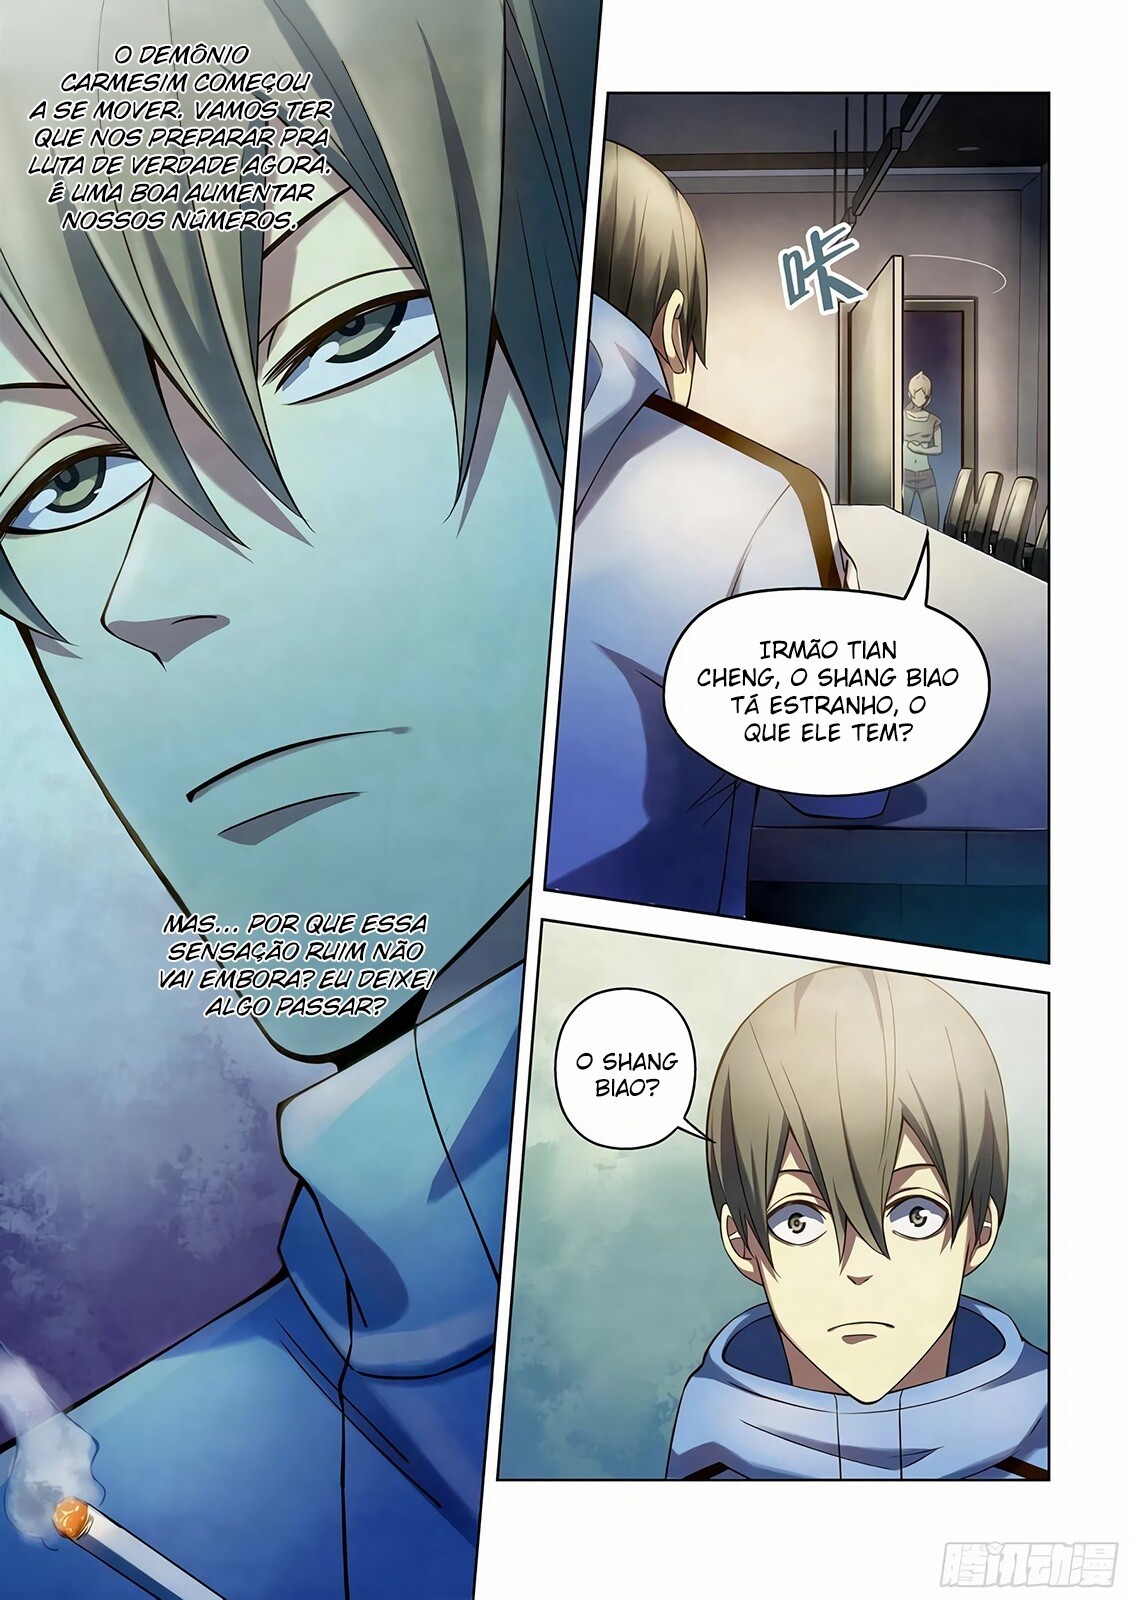 O DEMÔNIO
CARMESIM COMEÇOU
A SE MOVER. VAMOS TER
QUE NOS PREPARAR PRA
LUTA DE VERDADE AGORA.
É UMA BOA AUMENTAR
NOSSOS NÚMEROS.
MAS... POR QUE ESSA
SENSAÇÃO RUIM NÃO
VAI EMBORA? EU DEIXEI
ALGO PASSAR?
咔
IRMÃO TIAN
CHENG, O SHANG BIAO
TÁ ESTRANHO, O
QUE ELE TEM?
O SHANG
BIAO?
腾讯动漫